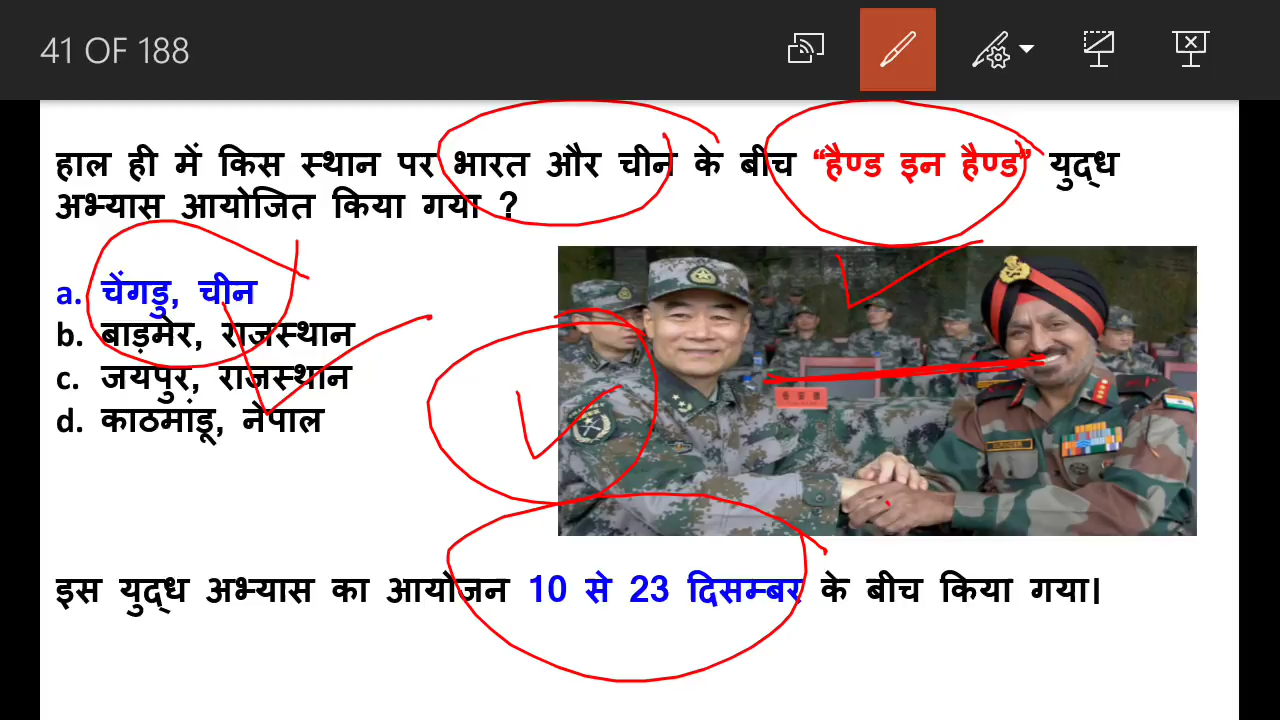 41 OF 188
हाल ही में किस स्थान पर भारत और चीन के बीच “हैण्ड इन हैण्ड” युद्ध
अभ्यास आयोजित किया गया ?
a. चेंगडु, चीन
b. बाड़मेर, राजस्थान
c. जयपुर, राजस्थान
d. काठमांडू, नेपाल
इस युद्ध अभ्यास का आयोजन 10 से 23 दिसम्बर के बीच किया गया।